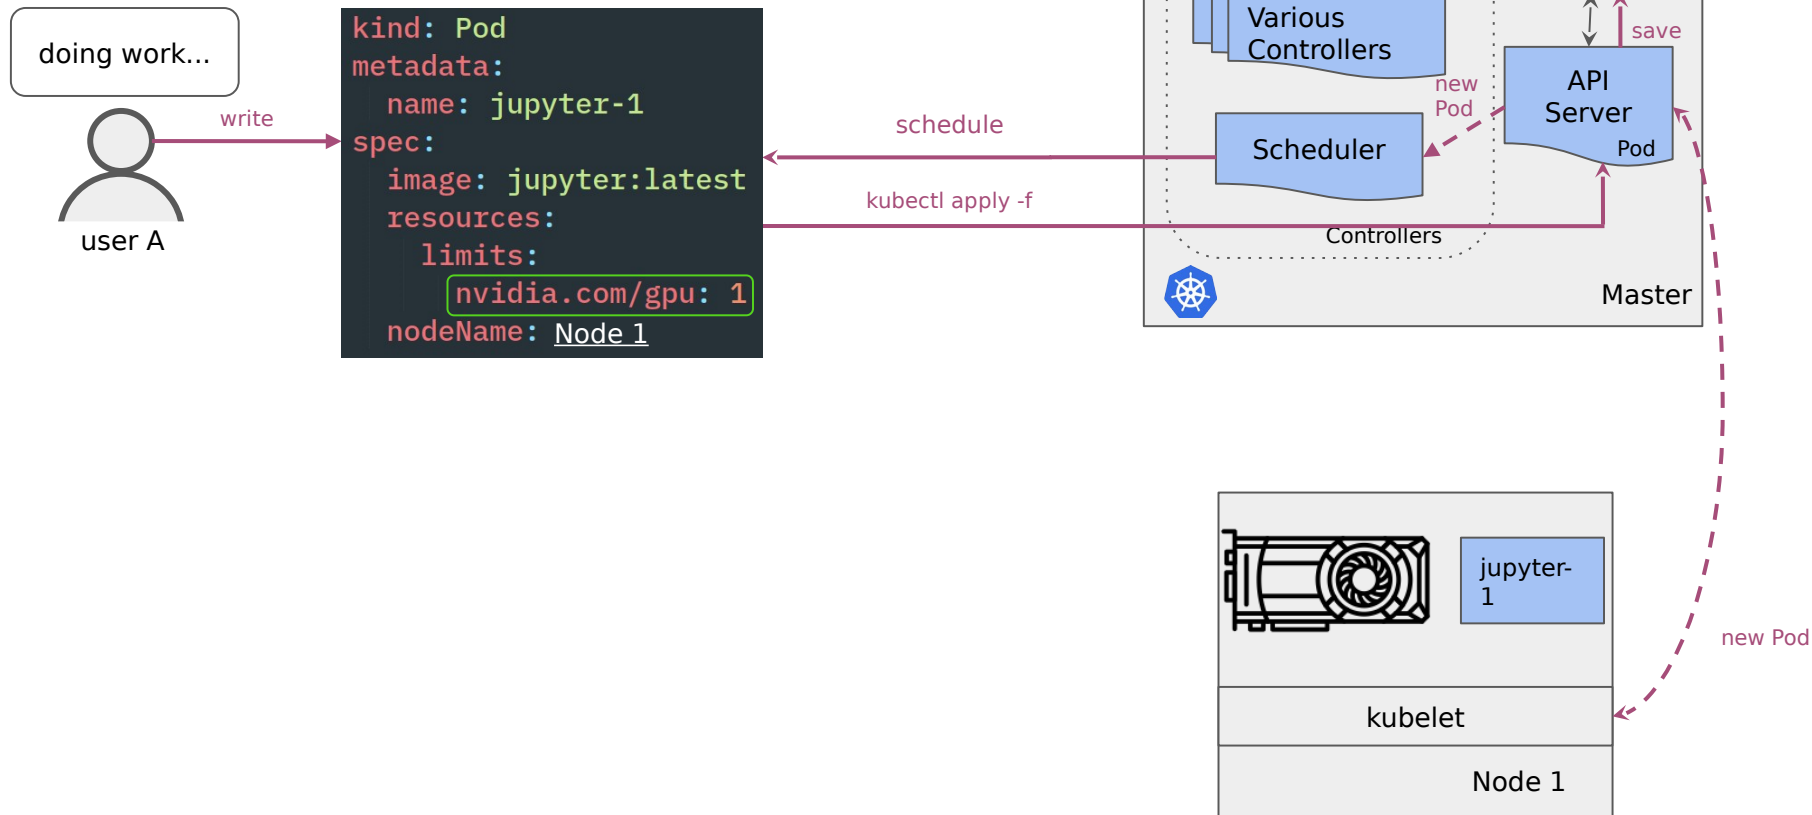 doing work...
user A
write
kind: Pod
metadata:
  name: jupyter-1
spec:
  image: jupyter:latest
  resources:
    limits:
      nvidia.com/gpu: 1
  nodeName: Node 1
schedule
kubectl apply -f
Various
Controllers
Scheduler
new
Pod
save
API
Server
Pod
Controllers
Master
new Pod
jupyter-
1
kubelet
Node 1